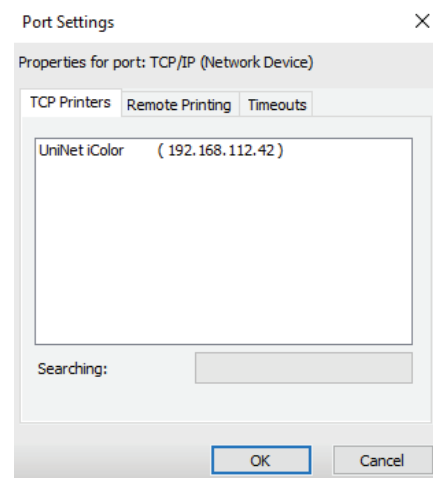 Port Settings
Properties for port: TCP/IP (Network Device)
TCP Printers Remote Printing Timeouts
UniNet iColor ( 192.168.112.42 )
Searching:
OK Cancel